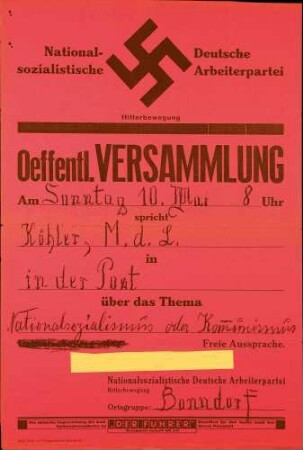 National- Deutsche
sozialistische Arbeiterpartei
Hitlerbewegung
Oeffentl. VERSAMMLUNG
Am Sonntag 10. Mai 8 Uhr
spricht
Köhler, M.d.L.
in
in der Post
über das Thema
Nationalsozialismus oder Kommunismus
Freie Aussprache.
Nationalsozialistische Deutsche Arbeiterpartei
Hitlerbewegung
Ortsgruppe: Bonndorf
"DER FÜHRER"